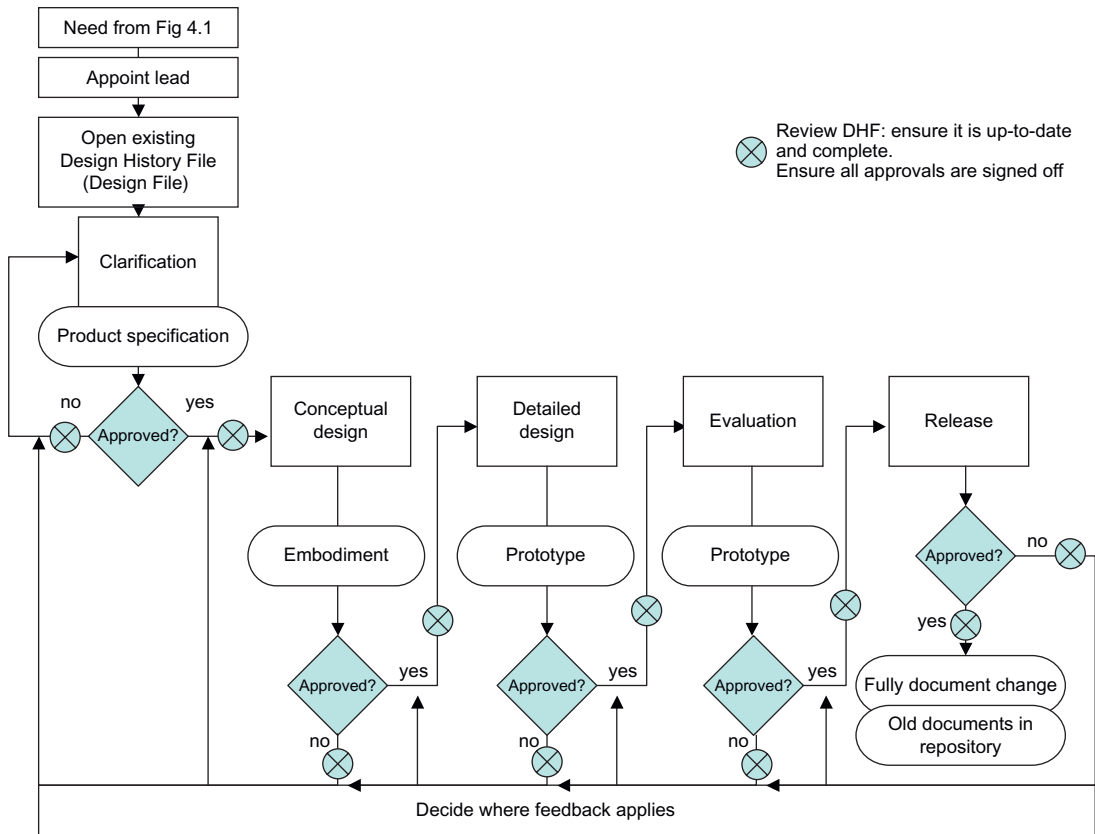 Need from Fig 4.1
Appoint lead
Open existing
Design History File
(Design File)
Review DHF: ensure it is up-to-date
and complete.
Ensure all approvals are signed off
Clarification
Product specification
no
yes
Approved?
Conceptual
design
Detailed
design
Evaluation
Release
Embodiment
Prototype
Prototype
Approved?
no
yes
Approved?
yes
no
Approved?
yes
no
Approved?
yes
no
Fully document change
Old documents in
repository
Decide where feedback applies